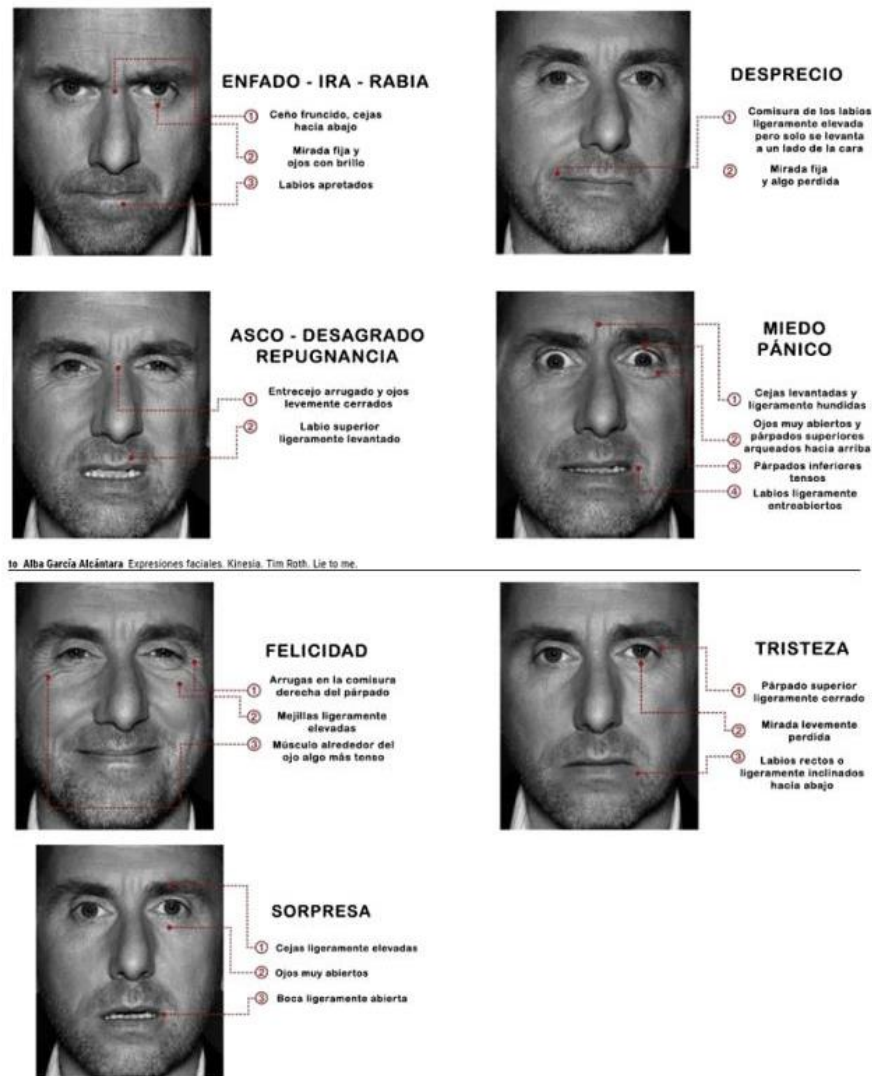 ENFADO - IRA - RABIA
1 Ceño fruncido, cejas
hacia abajo
2 Mirada fija y
ojos con brillo
3 Labios apretados
DESPRECIO
1 Comisura de los labios
ligeramente elevada
pero solo se levanta
a un lado de la cara
2 Mirada fija
y algo perdida
ASCO - DESAGRADO
REPUGNANCIA
1 Entrecejo arrugado y ojos
levemente cerrados
2 Labio superior
ligeramente levantado
MIEDO
PÁNICO
1 Cejas levantadas y
ligeramente hundidas
2 Ojos muy abiertos y
párpados superiores
arqueados hacia arriba
3 Párpados inferiores
tensos
4 Labios ligeramente
entreabiertos
to Alba García Alcántara Expresiones faciales. Kinesia. Tim Roth. Lie to me.
FELICIDAD
1 Arrugas en la comisura
derecha del párpado
2 Mejillas ligeramente
elevadas
3 Músculo alrededor del
ojo algo más tenso
TRISTEZA
1 Párpado superior
ligeramente cerrado
2 Mirada levemente
perdida
3 Labios rectos o
ligeramente inclinados
hacia abajo
SORPRESA
1 Cejas ligeramente elevadas
2 Ojos muy abiertos
3 Boca ligeramente abierta